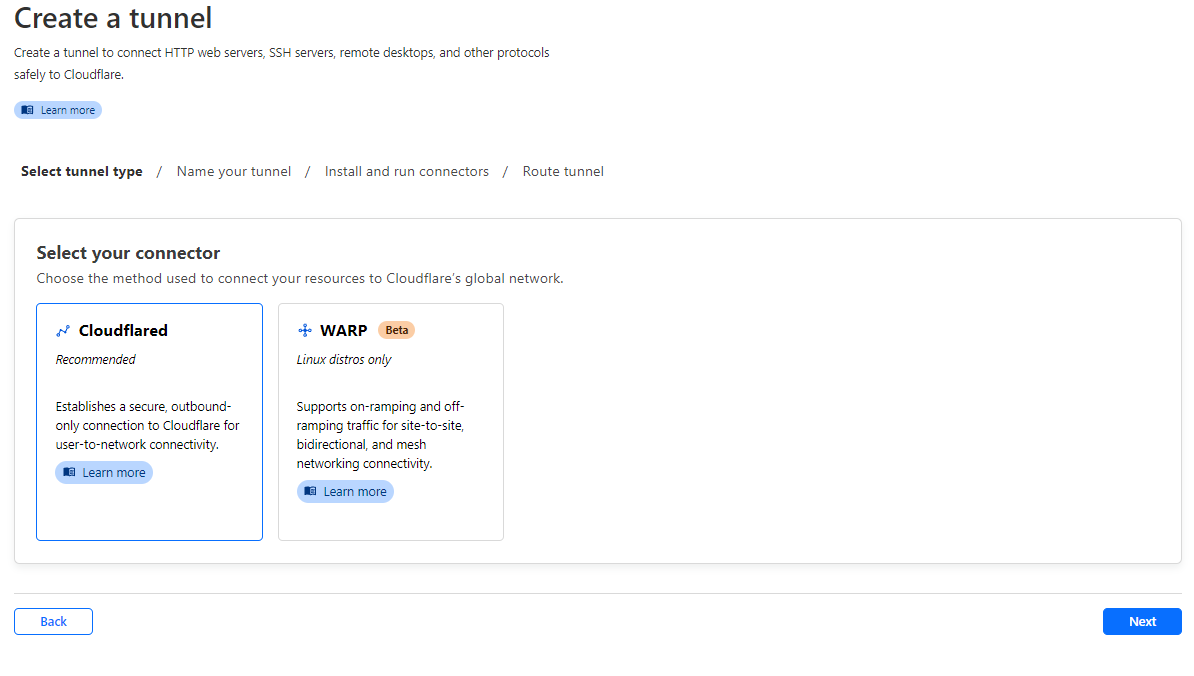 Create a tunnel
Create a tunnel to connect HTTP web servers, SSH servers, remote desktops, and other protocols
safely to Cloudflare.
Learn more
Select tunnel type / Name your tunnel / Install and run connectors / Route tunnel
Select your connector
Choose the method used to connect your resources to Cloudflare's global network.
Cloudflared
Recommended
Establishes a secure, outbound-
only connection to Cloudflare for
user-to-network connectivity.
Learn more
WARP Beta
Linux distros only
Supports on-ramping and off-
ramping traffic for site-to-site,
bidirectional, and mesh
networking connectivity.
Learn more
Back
Next